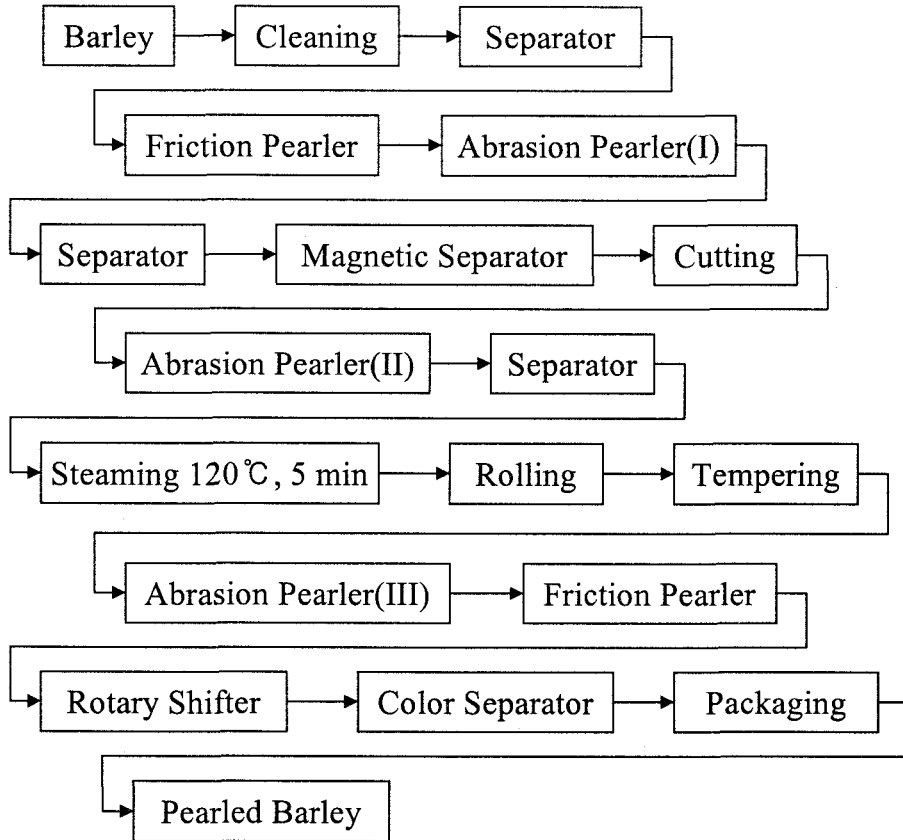 Barley Cleaning Separator
Friction Pearler Abrasion Pearler(I)
Separator Magnetic Separator Cutting
Abrasion Pearler(II) Separator
Steaming 120℃, 5 min Rolling Tempering
Abrasion Pearler(III) Friction Pearler
Rotary Shifter Color Separator Packaging
Pearled Barley